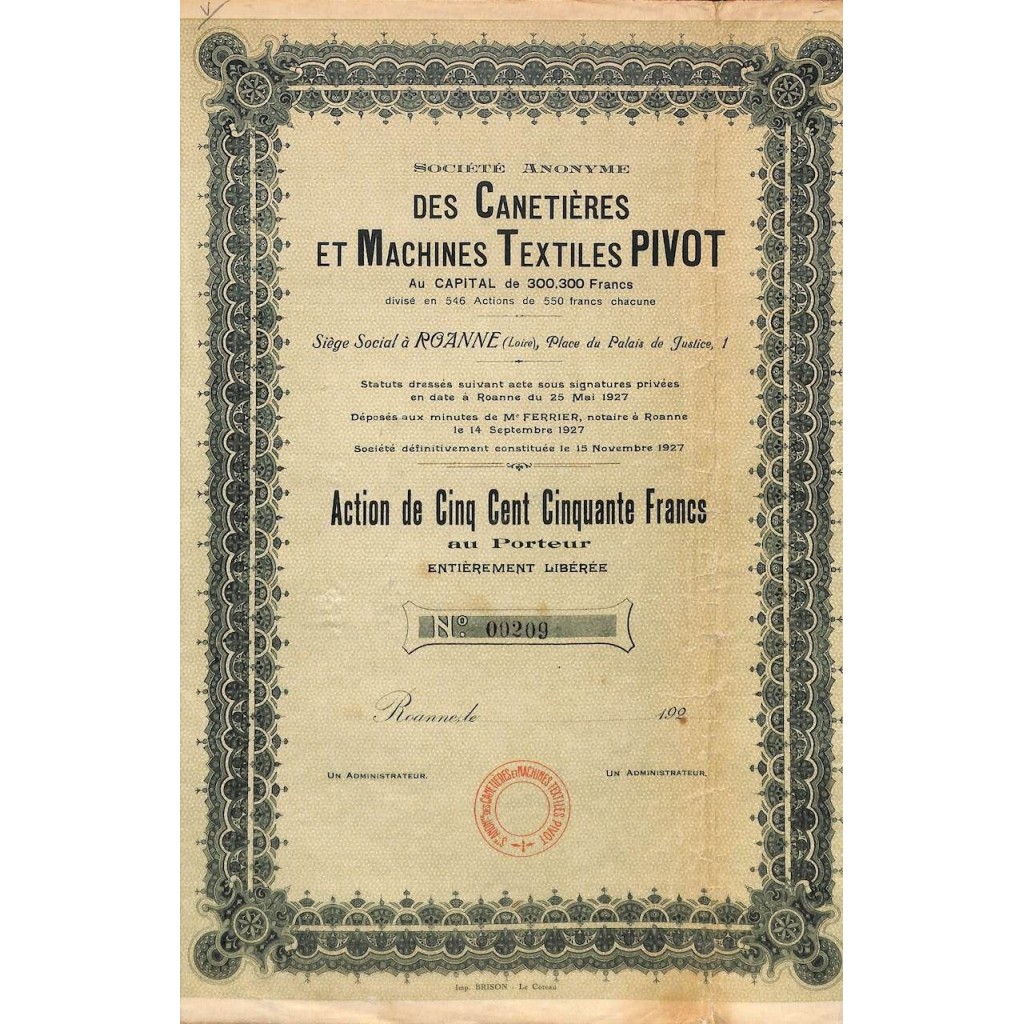 SOCIÉTÉ ANONYME
DES CANETIÈRES
ET MACHINES TEXTILES PIVOT
Au CAPITAL de 300.300 Francs
divisé en 546 Actions de 550 francs chacune
Siège Social à ROANNE (Loire), Place du Palais de Justice, 1
Statuts dressés suivant acte sous signatures privées
en date à Roanne du 25 Mai 1927
Déposés aux minutes de Mᵉ FERRIER, notaire à Roanne
le 14 Septembre 1927
Société définitivement constituée le 15 Novembre 1927
Action de Cinq Cent Cinquante Francs
au Porteur
ENTIÈREMENT LIBÉRÉE
Nº 00209
Roanne, le 192
UN ADMINISTRATEUR.
UN ADMINISTRATEUR.
Sᵗᵉ ANONᵐᵉ DES CANETIÈRES ET MACHINES TEXTILES PIVOT
Imp. BRISON - Le Coteau